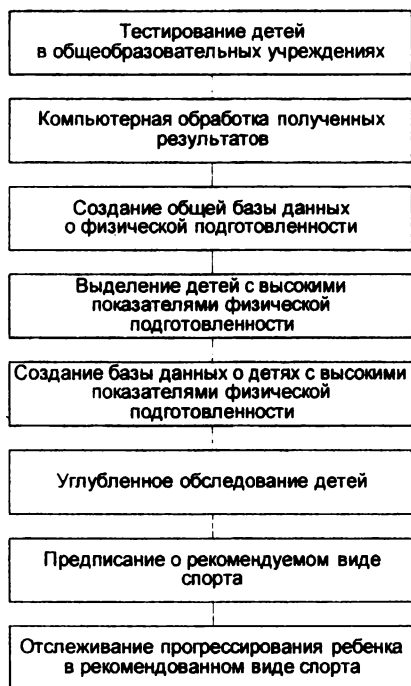 Тестирование детей
в общеобразовательных учреждениях
Компьютерная обработка полученных
результатов
Создание общей базы данных
о физической подготовленности
Выделение детей с высокими
показателями физической
подготовленности
Создание базы данных о детях с высокими
показателями физической
подготовленности
Углубленное обследование детей
Предписание о рекомендуемом виде
спорта
Отслеживание прогрессирования ребенка
в рекомендованном виде спорта